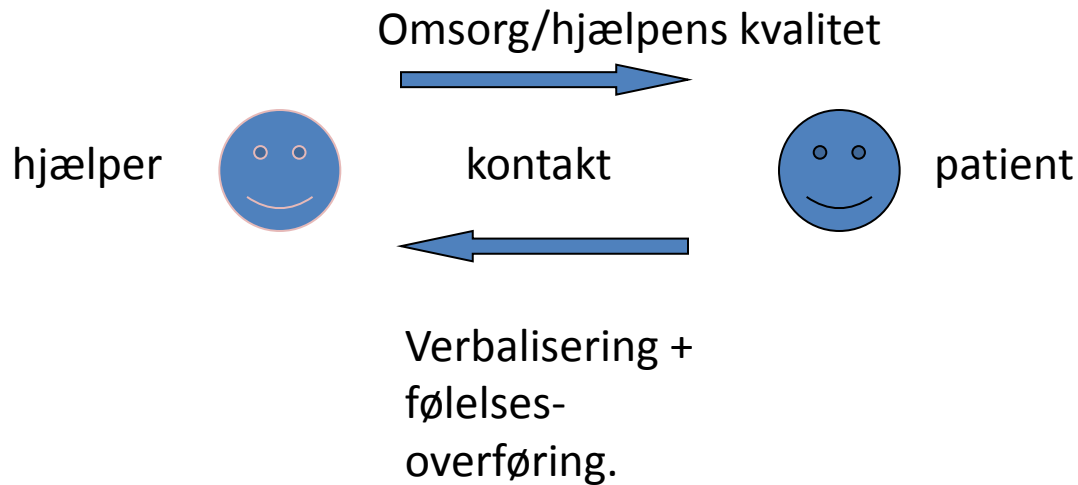 Omsorg/hjælpens kvalitet
hjælper kontakt patient
Verbalisering +
følelses-
overføring.